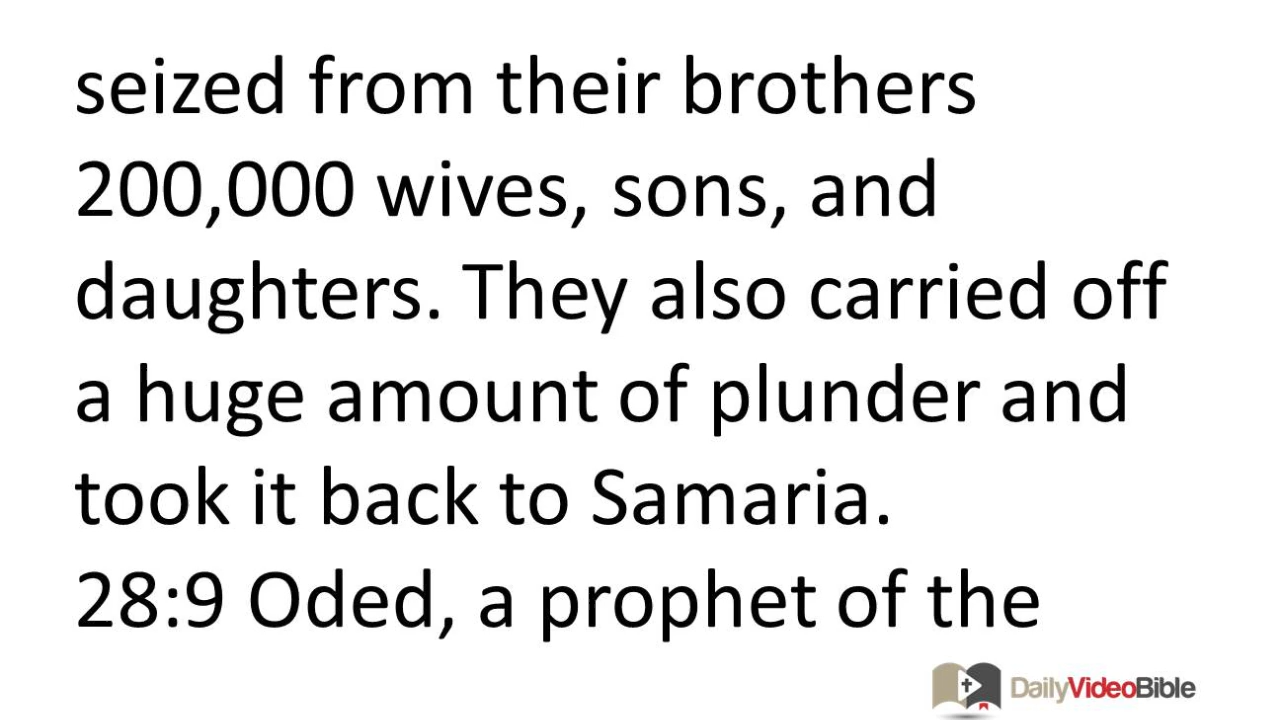 seized from their brothers
200,000 wives, sons, and
daughters. They also carried off
a huge amount of plunder and
took it back to Samaria.
28:9 Oded, a prophet of the
DailyVideoBible